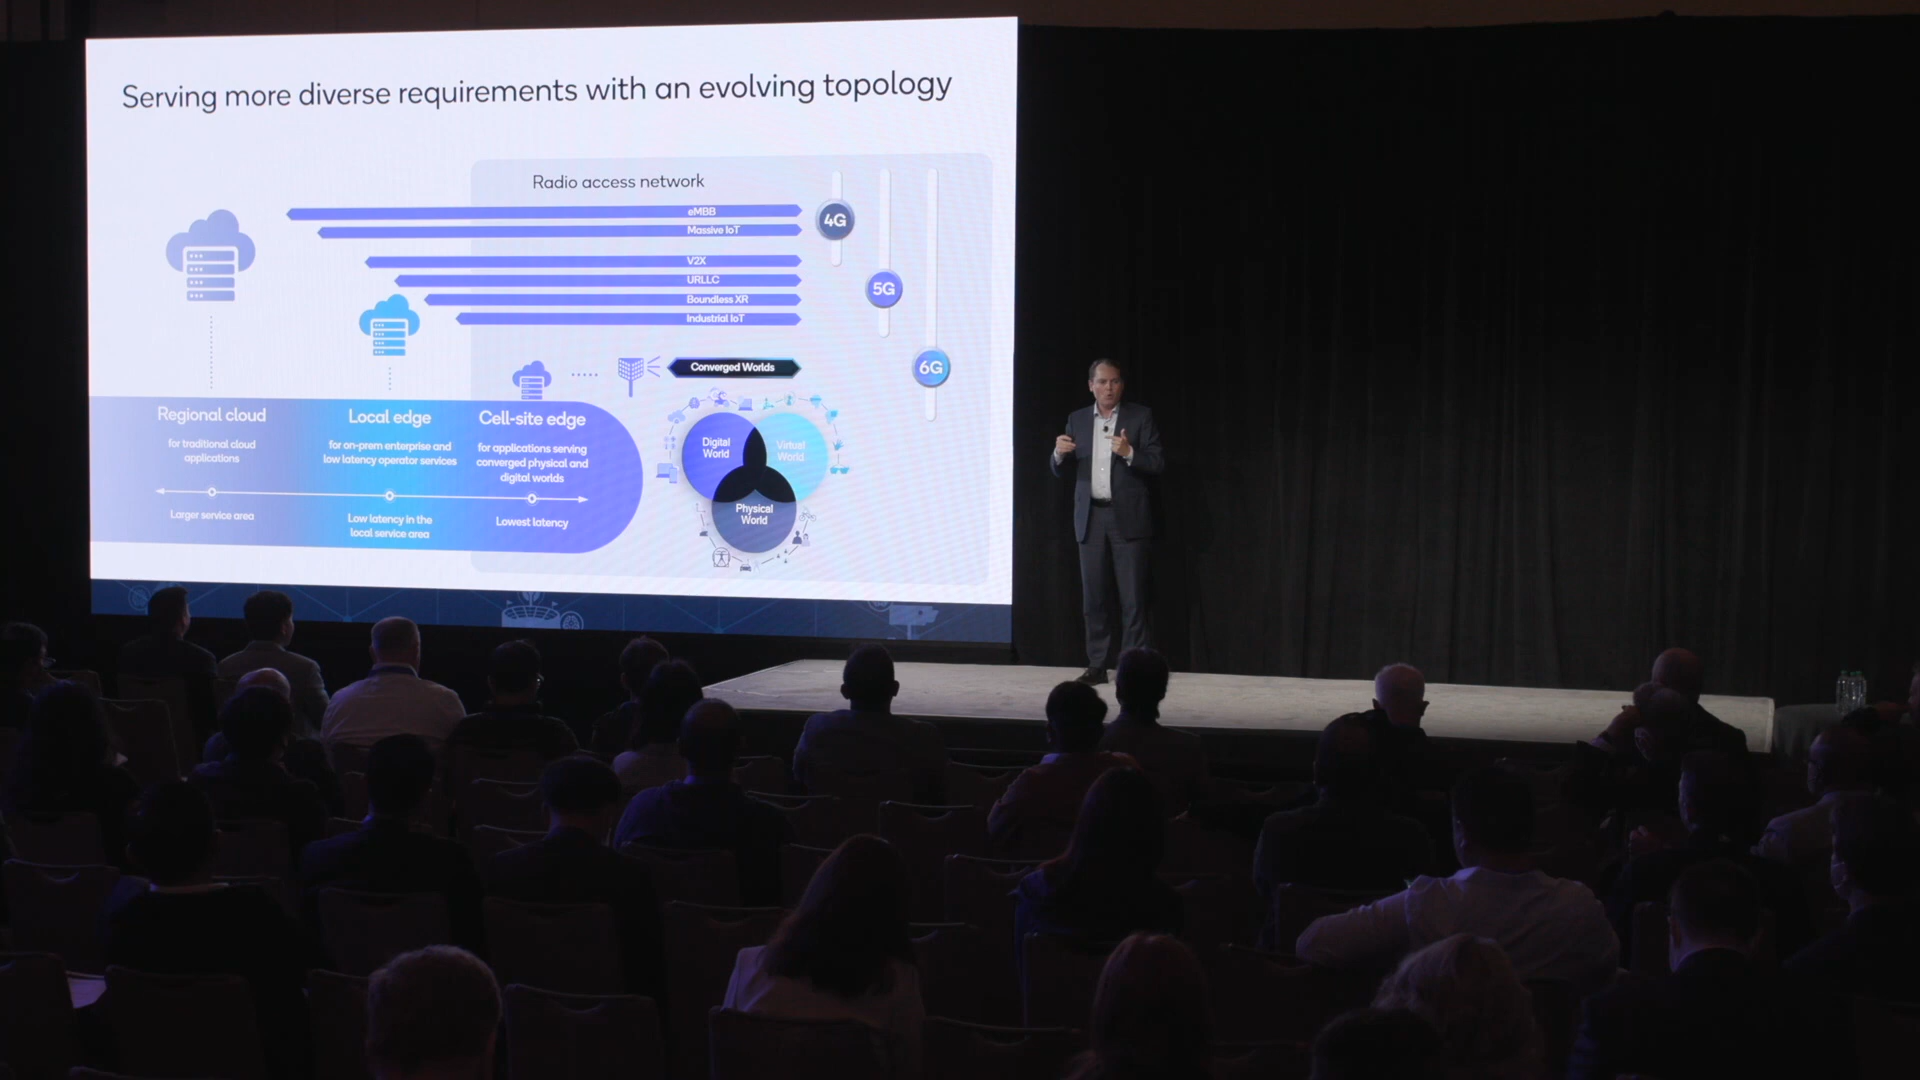 Serving more diverse requirements with an evolving topology
Radio access network
eMBB
Massive IoT
V2X
URLLC
Boundless XR
Industrial IoT
4G
5G
6G
Converged Worlds
Regional cloud
for traditional cloud
applications
Larger service area
Local edge
for on-prem enterprise and
low latency operator services
Low latency in the
local service area
Cell-site edge
for applications serving
converged physical and
digital worlds
Lowest latency
Digital
World
Virtual
World
Physical
World